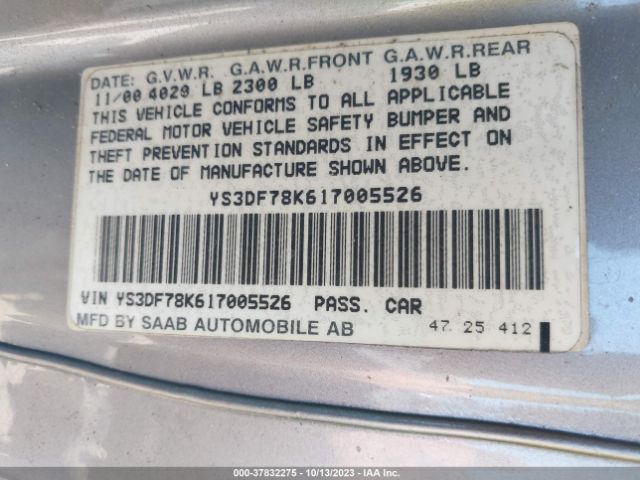 DATE: G.V.W.R. G.A.W.R.FRONT G.A.W.R.REAR
11/00 4029 LB 2300 LB 1930 LB
THIS VEHICLE CONFORMS TO ALL APPLICABLE
FEDERAL MOTOR VEHICLE SAFETY BUMPER AND
THEFT PREVENTION STANDARDS IN EFFECT ON
THE DATE OF MANUFACTURE SHOWN ABOVE.
YS3DF78K617005526
VIN YS3DF78K617005526 PASS. CAR
MFD BY SAAB AUTOMOBILE AB 47 25 412
000-37832275 | 10/13/2023 | IAA Inc.